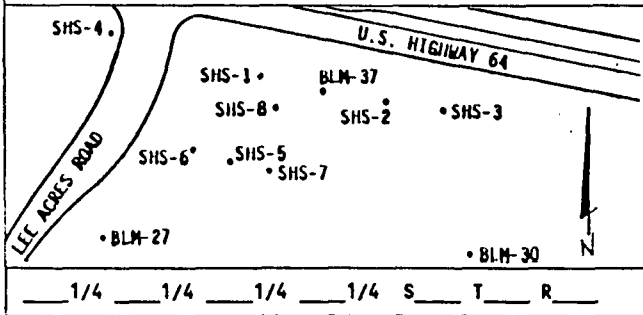 SHS-4
U.S. HIGHWAY 64
SHS-1
BLM-37
SHS-8
SHS-2
SHS-3
SHS-6
SHS-5
SHS-7
LEE ACRES ROAD
BLM-27
BLM-30
N
___1/4 ___1/4 ___1/4 ___1/4 S___ T___ R___